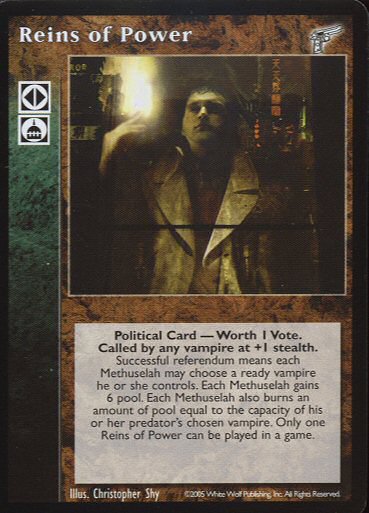 Reins of Power
Political Card — Worth 1 Vote.
Called by any vampire at +1 stealth.
Successful referendum means each
Methuselah may choose a ready vampire
he or she controls. Each Methuselah gains
6 pool. Each Methuselah also burns an
amount of pool equal to the capacity of his
or her predator's chosen vampire. Only one
Reins of Power can be played in a game.
Illus. Christopher Shy ©2005 White Wolf Publishing, Inc. All Rights Reserved.